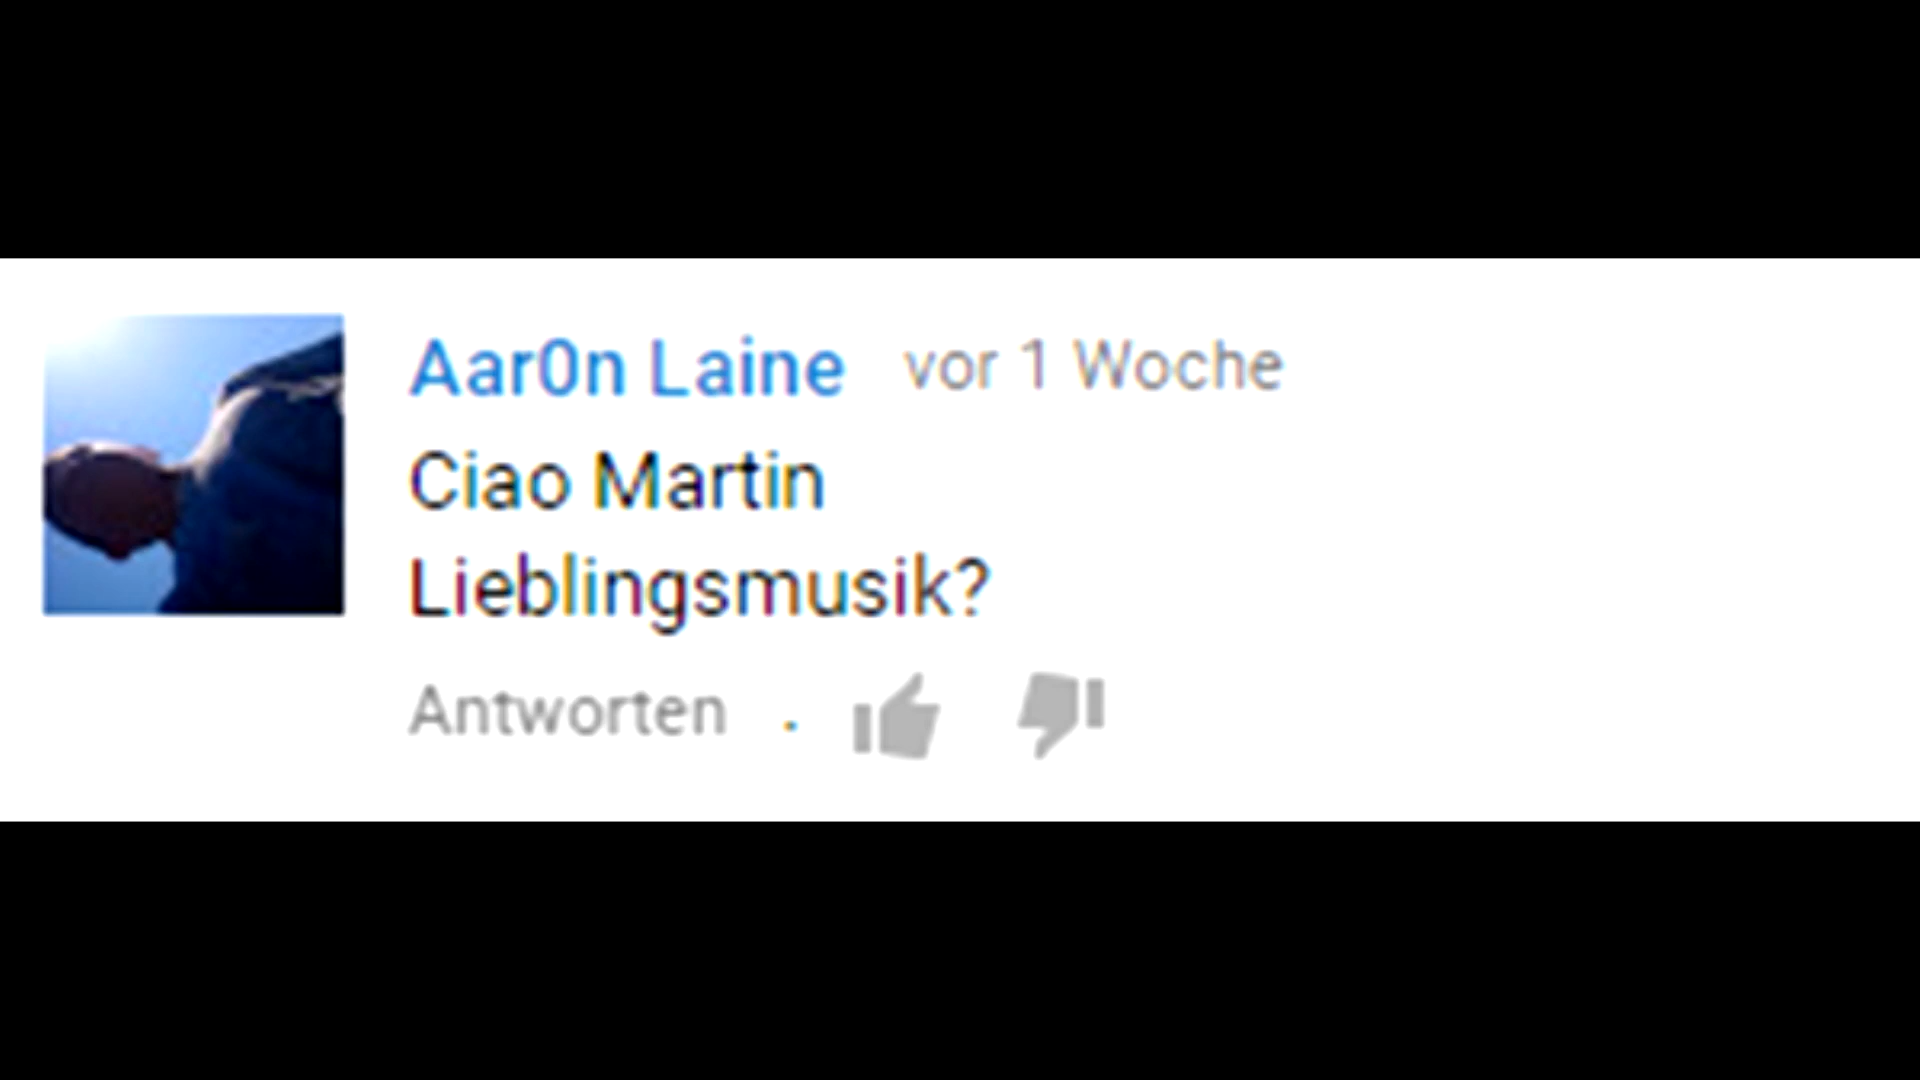 Aar0n Laine vor 1 Woche
Ciao Martin
Lieblingsmusik?
Antworten .